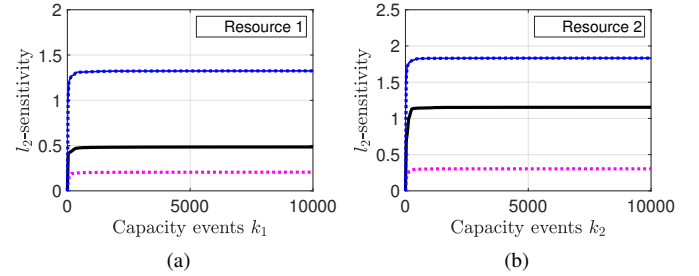 2
Resource 1
1.5
1
0.5
0
l₂-sensitivity
0 5000 10000
Capacity events k₁
(a)
2.5
Resource 2
2
1.5
1
0.5
0
l₂-sensitivity
0 5000 10000
Capacity events k₂
(b)